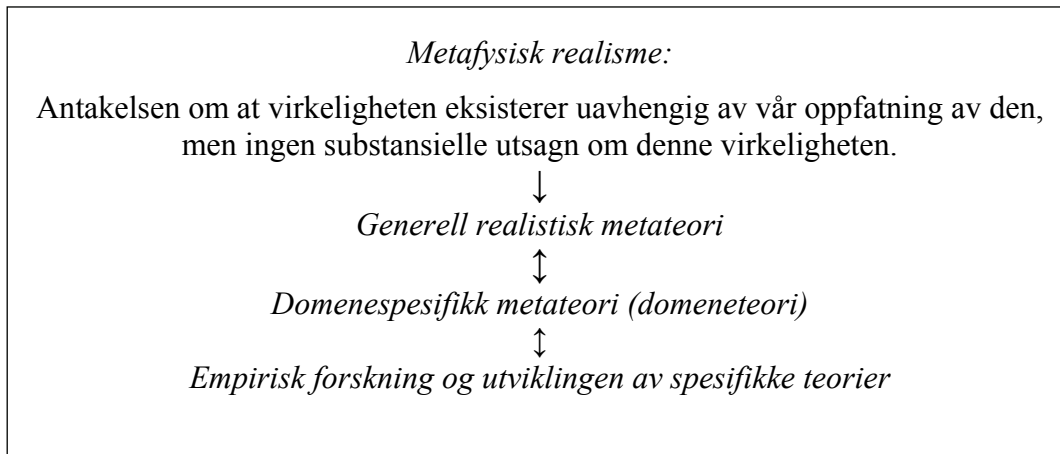 Metafysisk realisme:
Antakelsen om at virkeligheten eksisterer uavhengig av vår oppfatning av den,
men ingen substansielle utsagn om denne virkeligheten.
↓
Generell realistisk metateori
↕
Domenespesifikk metateori (domeneteori)
↕
Empirisk forskning og utviklingen av spesifikke teorier